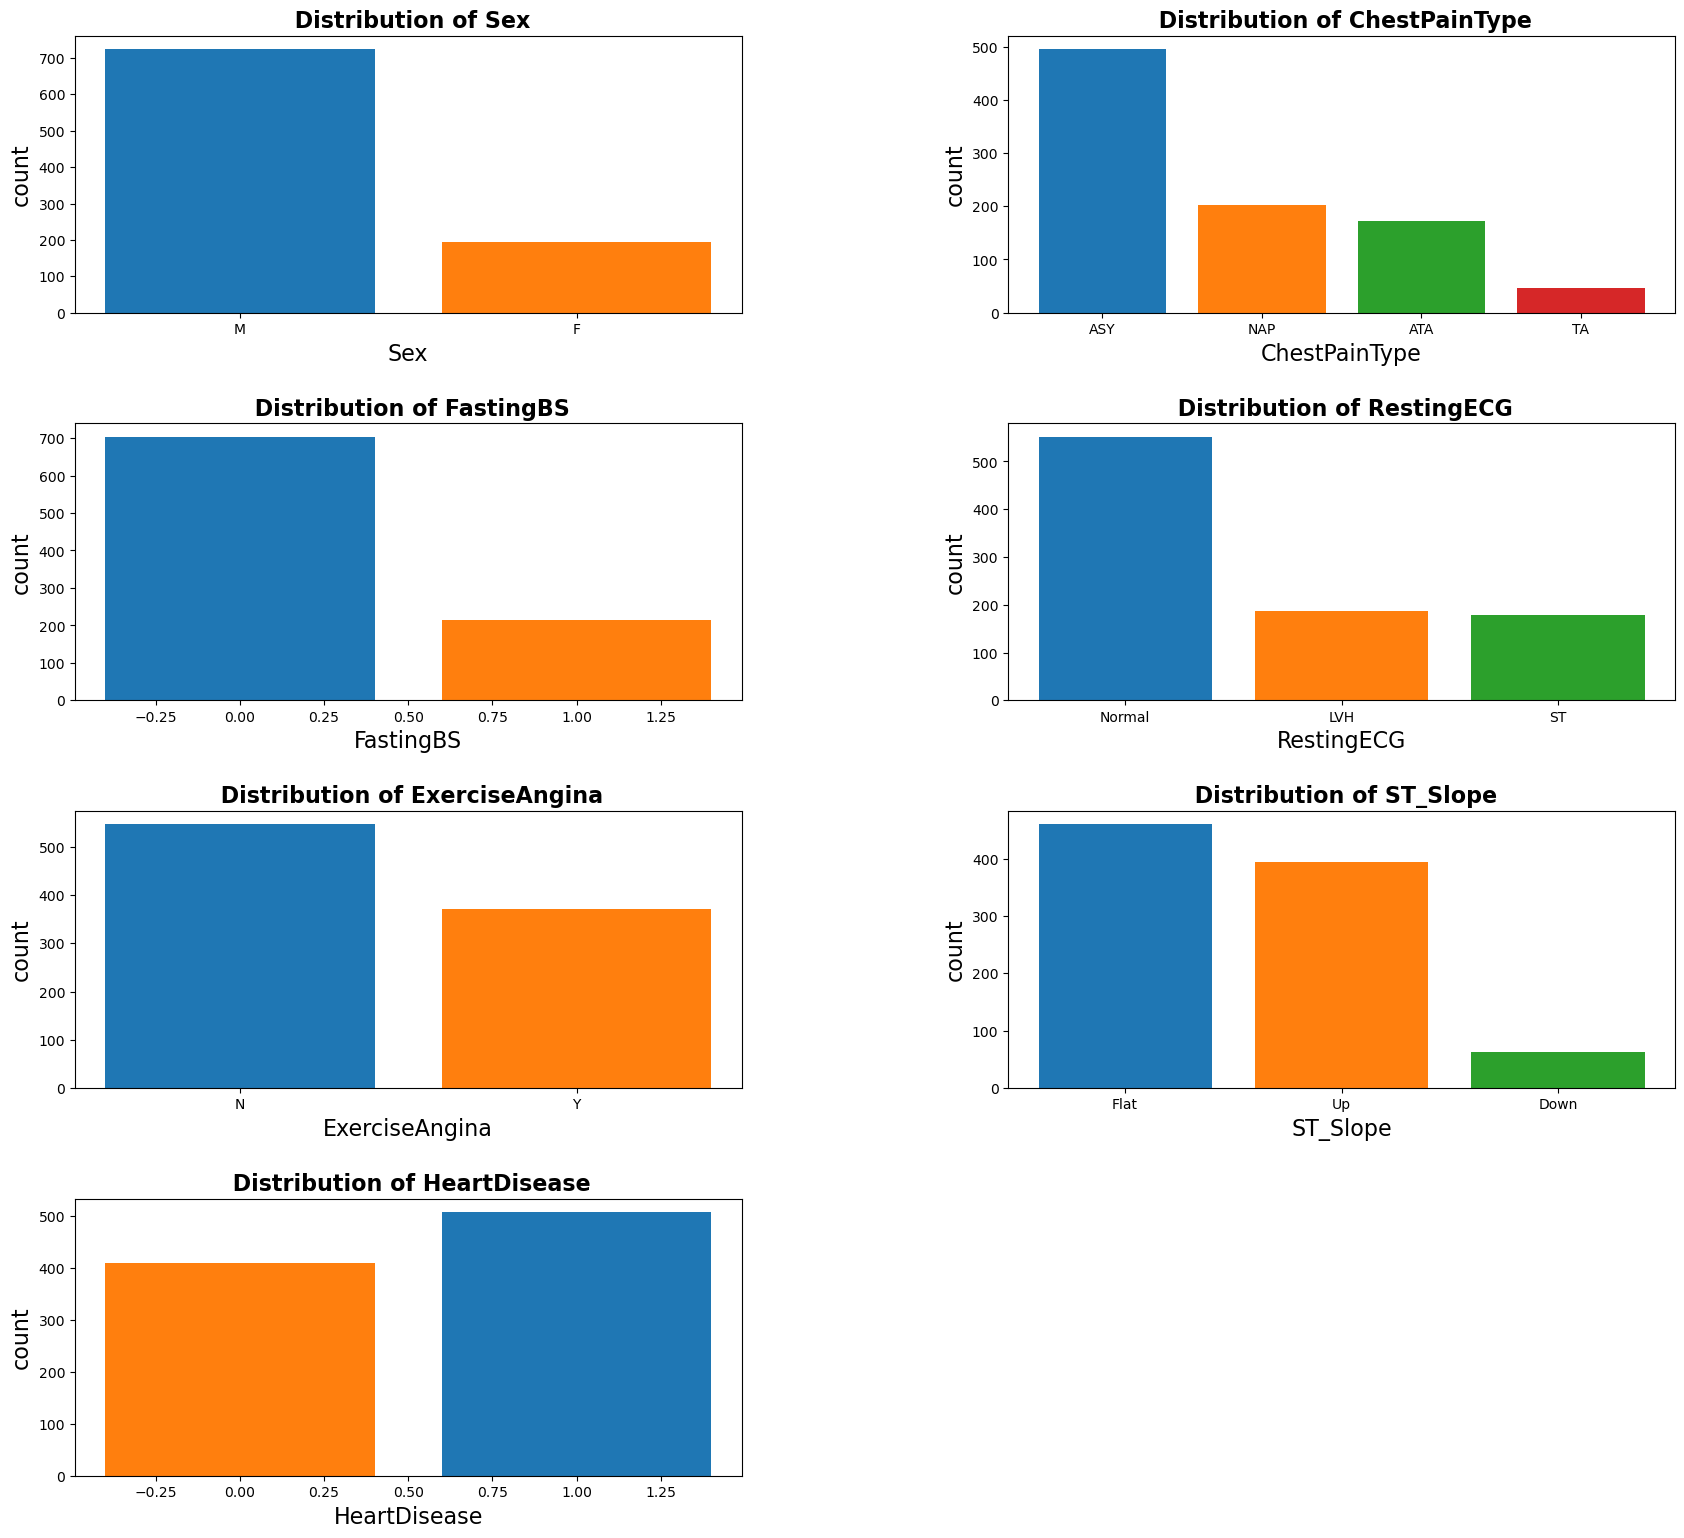 Distribution of Sex
700
600
500
400
300
200
100
0
count
M F
Sex
Distribution of ChestPainType
500
400
300
200
100
0
count
ASY NAP ATA TA
ChestPainType
Distribution of FastingBS
700
600
500
400
300
200
100
0
count
−0.25 0.00 0.25 0.50 0.75 1.00 1.25
FastingBS
Distribution of RestingECG
500
400
300
200
100
0
count
Normal LVH ST
RestingECG
Distribution of ExerciseAngina
500
400
300
200
100
0
count
N Y
ExerciseAngina
Distribution of ST_Slope
400
300
200
100
0
count
Flat Up Down
ST_Slope
Distribution of HeartDisease
500
400
300
200
100
0
count
−0.25 0.00 0.25 0.50 0.75 1.00 1.25
HeartDisease